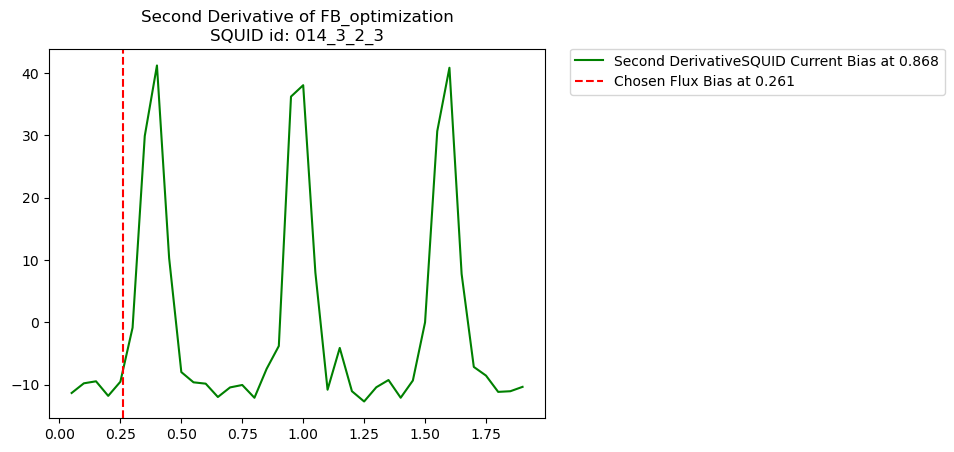 Second Derivative of FB_optimization
SQUID id: 014_3_2_3
Second DerivativeSQUID Current Bias at 0.868
Chosen Flux Bias at 0.261
40
30
20
10
0
−10
0.00 0.25 0.50 0.75 1.00 1.25 1.50 1.75